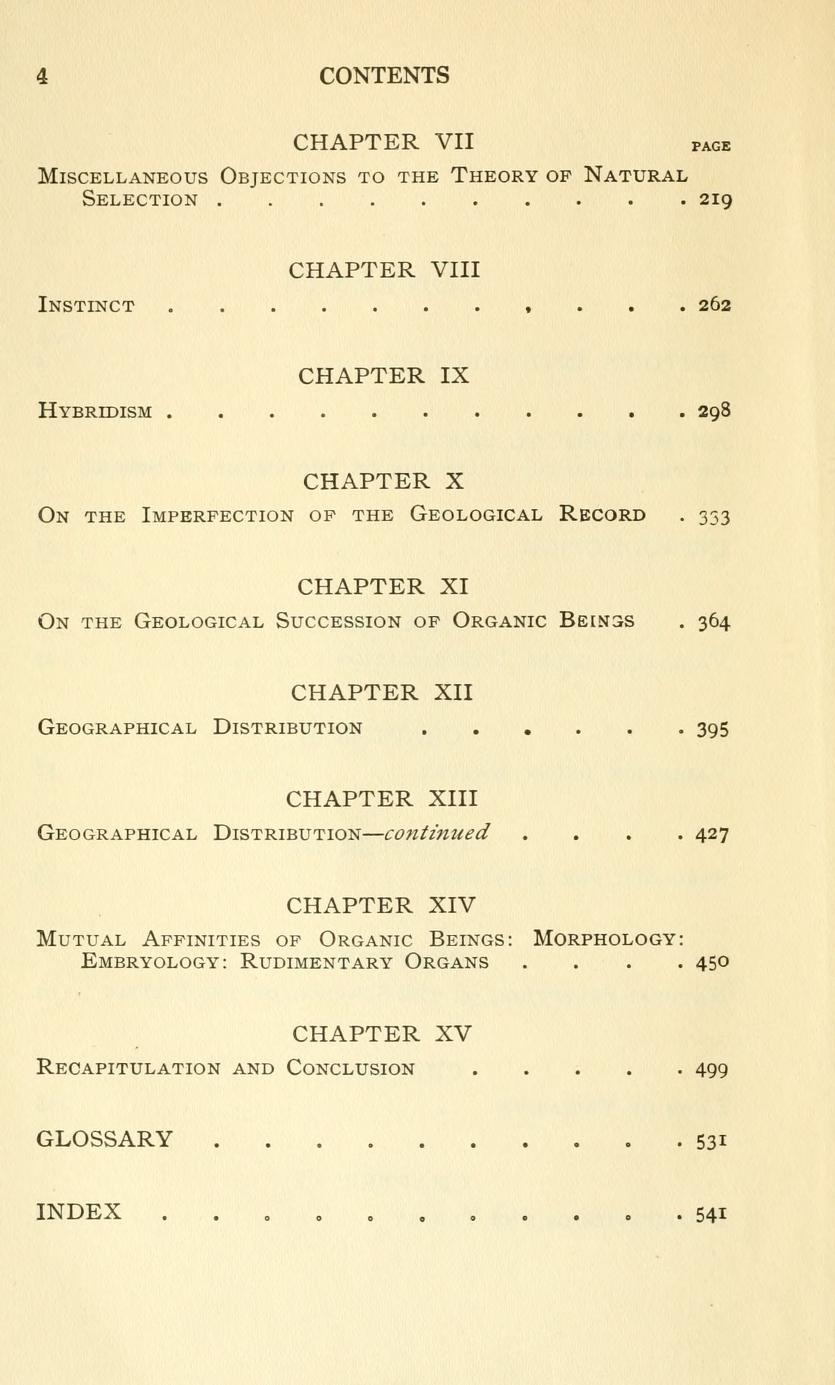 4 CONTENTS
CHAPTER VII PAGE
Miscellaneous Objections to the Theory of Natural
Selection . . . . . . . . . . 219
CHAPTER VIII
Instinct . . . . . . . . . . . 262
CHAPTER IX
Hybridism . . . . . . . . . . . 298
CHAPTER X
On the Imperfection of the Geological Record . 333
CHAPTER XI
On the Geological Succession of Organic Beings . 364
CHAPTER XII
Geographical Distribution . . . . . . 395
CHAPTER XIII
Geographical Distribution—continued . . . . 427
CHAPTER XIV
Mutual Affinities of Organic Beings: Morphology:
Embryology: Rudimentary Organs . . . . 450
CHAPTER XV
Recapitulation and Conclusion . . . . . 499
GLOSSARY . . . . . . . . . . 531
INDEX . . . . . . . . . . . 541